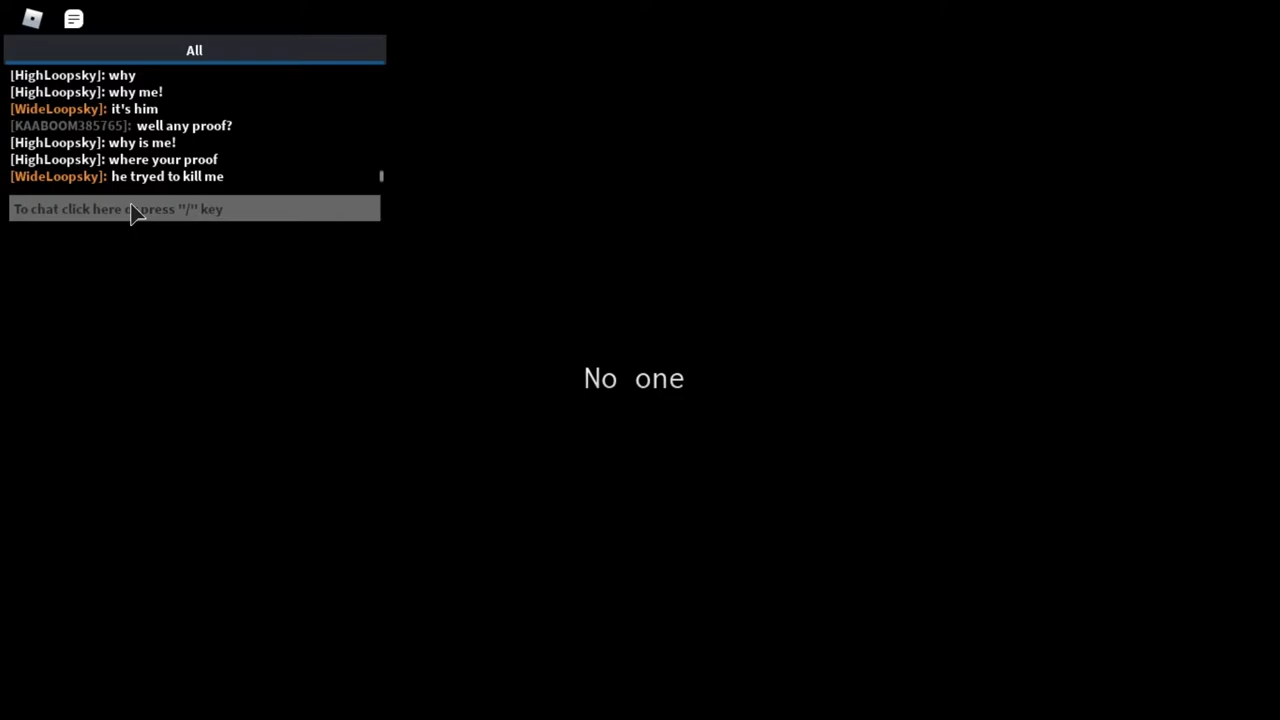 All
[HighLoopsky]: why
[HighLoopsky]: why me!
[WideLoopsky]: it's him
[KAABOOM385765]: well any proof?
[HighLoopsky]: why is me!
[HighLoopsky]: where your proof
[WideLoopsky]: he tryed to kill me
To chat click here press "/" key
No one